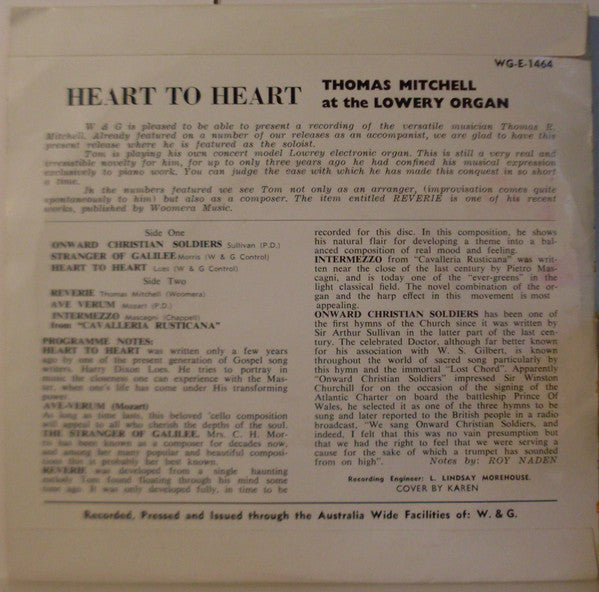 WG-E-1464
HEART TO HEART
THOMAS MITCHELL
at the LOWERY ORGAN
W & G is pleased to be able to present a recording of the versatile musician Thomas R.
Mitchell. Already featured on a number of our releases as an accompanist, we are glad to have this
present release where he is featured as the soloist.
Tom is playing his own concert model Lowrey electronic organ. This is still a very real and
irresistible novelty for him, for up to only three years ago he had confined his musical expression
exclusively to piano work. You can judge the ease with which he has made this conquest in so short
a time.
In the numbers featured we see Tom not only as an arranger, (improvisation comes quite
spontaneously to him) but also as a composer. The item entitled REVERIE is one of his recent
works, published by Woomera Music.
Side One
ONWARD CHRISTIAN SOLDIERS Sullivan (P.D.)
STRANGER OF GALILEE Morris (W & G Control)
HEART TO HEART Loes (W & G Control)
Side Two
REVERIE Thomas Mitchell (Woomera)
AVE VERUM Mozart (P.D.)
INTERMEZZO Mascagni (Chappell)
from "CAVALLERIA RUSTICANA"
PROGRAMME NOTES:
HEART TO HEART was written only a few years
ago by one of the present generation of Gospel song
writers, Harry Dixon Loes. He tries to portray in
music the closeness one can experience with the Mas-
ter, when one's life has come under His transforming
power.
AVE-VERUM (Mozart)
As long as time lasts, this beloved 'cello composition
will appeal to all who cherish the depths of the soul.
THE STRANGER OF GALILEE. Mrs. C. H. Mor-
ris has been known as a composer for decades now,
and among her many popular and beautiful composi-
tions this is probably her best known.
REVERIE was developed from a single haunting
melody Tom found floating through his mind some
time ago. It was only developed fully, in time to be
recorded for this disc. In this composition, he shows
his natural flair for developing a theme into a bal-
anced composition of real mood and feeling.
INTERMEZZO from "Cavalleria Rusticana" was writ-
ten near the close of the last century by Pietro Mas-
cagni, and is today one of the "ever-greens" in the
light classical field. The novel combination of the or-
gan and the harp effect in this movement is most
appealing.
ONWARD CHRISTIAN SOLDIERS has been one of
the first hymns of the Church since it was written by
Sir Arthur Sullivan in the latter part of the last cen-
tury. The celebrated Doctor, although far better known
for his association with W. S. Gilbert, is known
throughout the world of sacred song particularly by
this hymn and the immortal "Lost Chord". Apparently
"Onward Christian Soldiers" impressed Sir Winston
Churchill for on the occasion of the signing of the
Atlantic Charter on board the battleship Prince Of
Wales, he selected it as one of the three hymns to be
sung and later reported to the British people in a radio
broadcast, "We sang Onward Christian Soldiers, and
indeed, I felt that this was no vain presumption but
that we had the right to feel that we were serving a
cause for the sake of which a trumpet has sounded
from on high". Notes by: ROY NADEN
Recording Engineer: L. LINDSAY MOREHOUSE.
COVER BY KAREN
Recorded, Pressed and Issued through the Australia Wide Facilities of: W. & G.